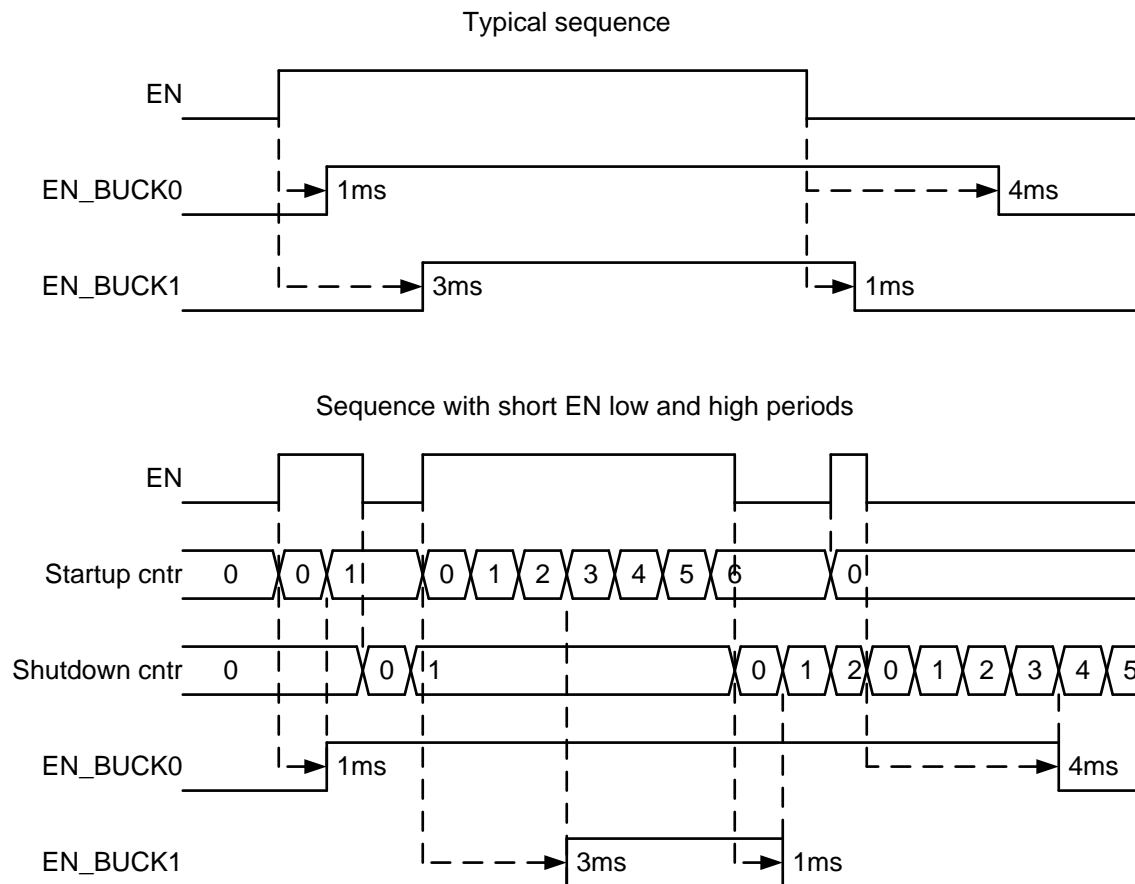 Typical sequence
EN
EN_BUCK0 1ms 4ms
EN_BUCK1 3ms 1ms
Sequence with short EN low and high periods
EN
Startup cntr 0 0 1 0 1 2 3 4 5 6 0
Shutdown cntr 0 0 1 0 1 2 0 1 2 3 4 5
EN_BUCK0 1ms 4ms
EN_BUCK1 3ms 1ms